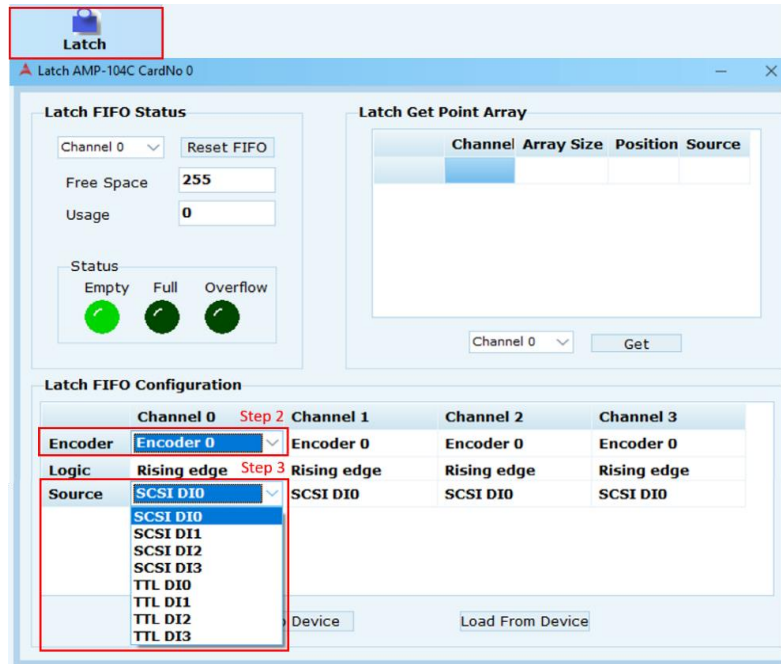 Latch
Latch AMP-104C CardNo 0
Latch FIFO Status
Channel 0
Reset FIFO
Free Space 255
Usage 0
Status
Empty Full Overflow
Latch Get Point Array
Channel Array Size Position Source
Channel 0
Get
Latch FIFO Configuration
Channel 0 Step 2 Channel 1 Channel 2 Channel 3
Encoder Encoder 0 Encoder 0 Encoder 0 Encoder 0
Logic Rising edge Step 3 Rising edge Rising edge Rising edge
Source SCSI DI0 SCSI DI0 SCSI DI0 SCSI DI0
SCSI DI0
SCSI DI1
SCSI DI2
SCSI DI3
TTL DI0
TTL DI1
TTL DI2
TTL DI3
Device
Load From Device